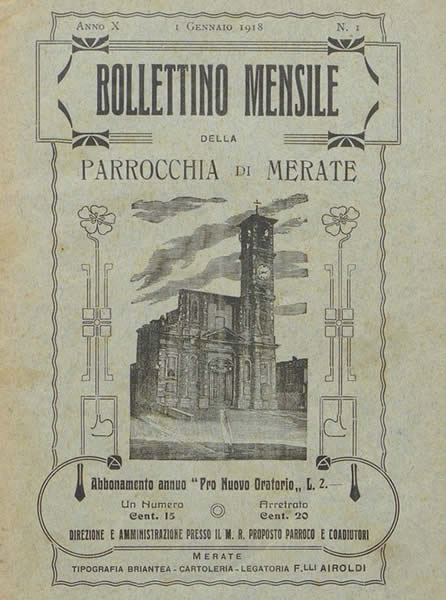 ANNO X 1 GENNAIO 1918 N. 1
BOLLETTINO MENSILE
DELLA
PARROCCHIA DI MERATE
Abbonamento annuo "Pro Nuovo Oratorio„ L. 2.—
Un Numero Arretrato
Cent. 15 Cent. 20
DIREZIONE E AMMINISTRAZIONE PRESSO IL M. R. PROPOSTO PARROCO E COADIUTORI
MERATE
TIPOGRAFIA BRIANTEA - CARTOLERIA - LEGATORIA F.LLI AIROLDI